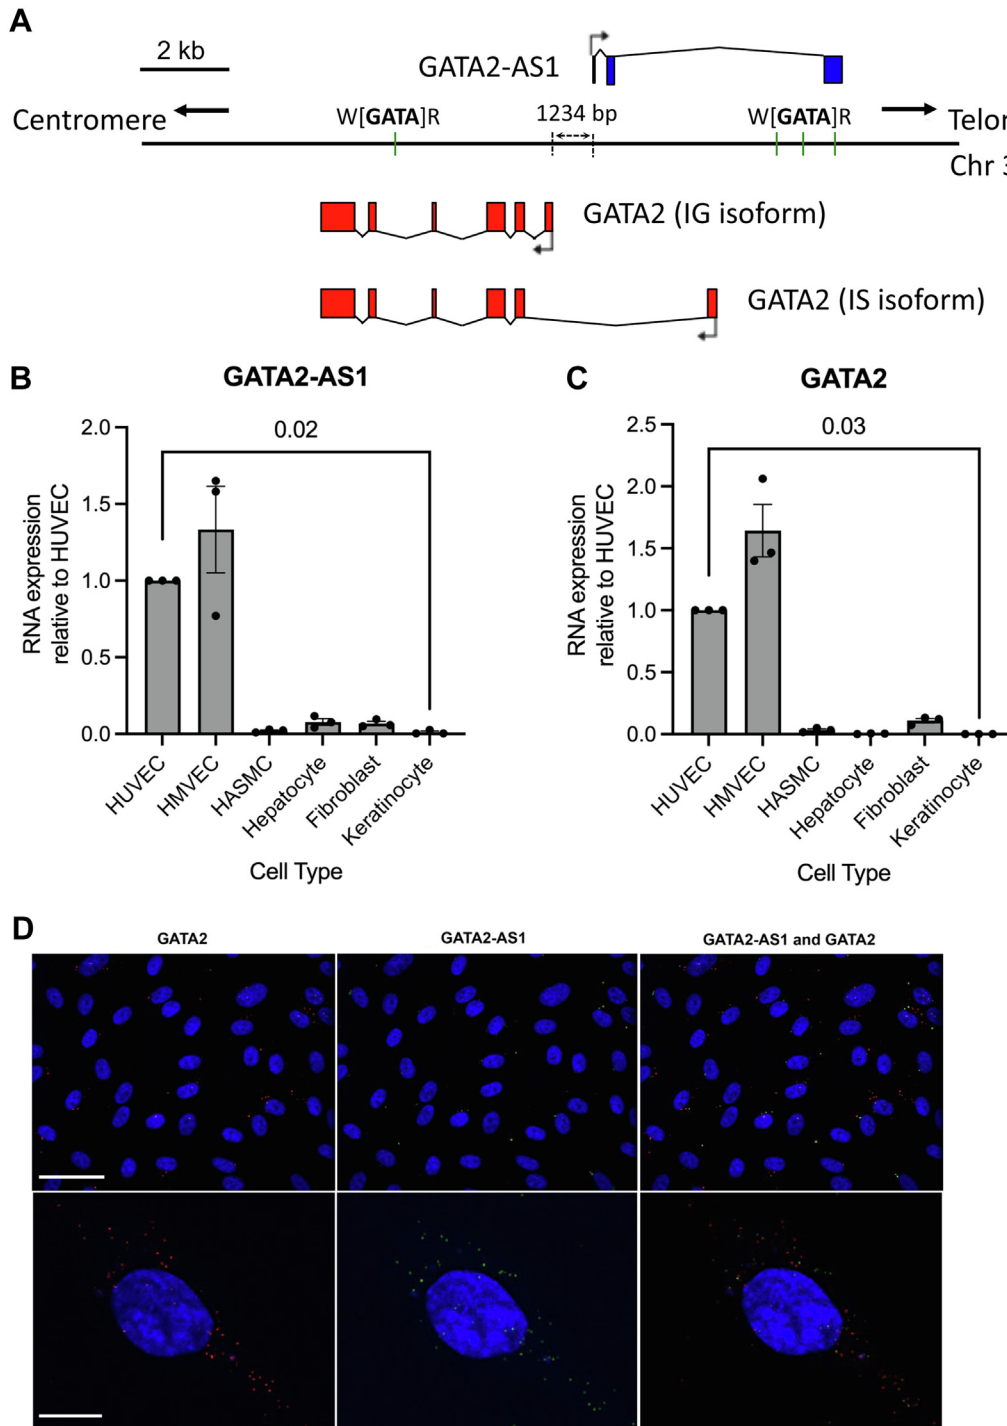 A
2 kb
GATA2-AS1
Centromere
W[GATA]R
1234 bp
W[GATA]R
Telor
Chr 3
GATA2 (IG isoform)
GATA2 (IS isoform)
B
GATA2-AS1
RNA expression
relative to HUVEC
2.0
1.5
1.0
0.5
0.0
0.02
HUVEC
HMVEC
HASMC
Hepatocyte
Fibroblast
Keratinocyte
Cell Type
C
GATA2
RNA expression
relative to HUVEC
2.5
2.0
1.5
1.0
0.5
0.0
0.03
HUVEC
HMVEC
HASMC
Hepatocyte
Fibroblast
Keratinocyte
Cell Type
D
GATA2
GATA2-AS1
GATA2-AS1 and GATA2